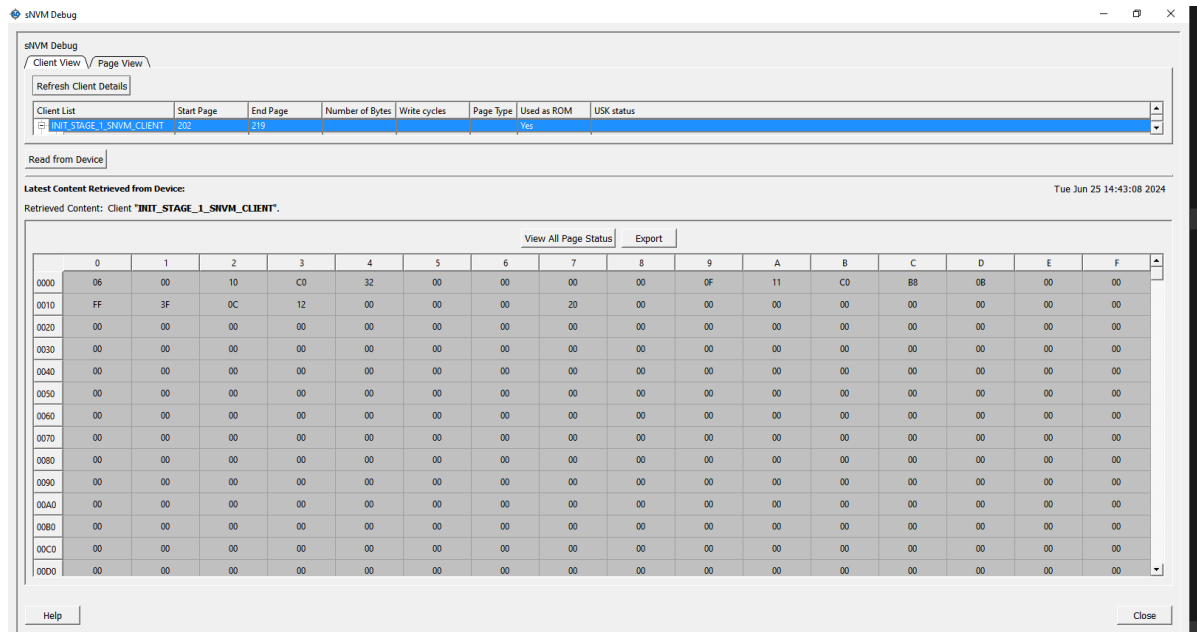 sNVM Debug
sNVM Debug
Client View Page View
Refresh Client Details
Client List Start Page End Page Number of Bytes Write cycles Page Type Used as ROM USK status
INIT_STAGE_1_SNVM_CLIENT 202 219 Yes
Read from Device
Latest Content Retrieved from Device: Tue Jun 25 14:43:08 2024
Retrieved Content: Client "INIT_STAGE_1_SNVM_CLIENT".
View All Page Status Export
0 1 2 3 4 5 6 7 8 9 A B C D E F
0000 06 00 10 C0 32 00 00 00 00 0F 11 C0 B8 0B 00 00
0010 FF 3F 0C 12 00 00 00 20 00 00 00 00 00 00 00 00
0020 00 00 00 00 00 00 00 00 00 00 00 00 00 00 00 00
0030 00 00 00 00 00 00 00 00 00 00 00 00 00 00 00 00
0040 00 00 00 00 00 00 00 00 00 00 00 00 00 00 00 00
0050 00 00 00 00 00 00 00 00 00 00 00 00 00 00 00 00
0060 00 00 00 00 00 00 00 00 00 00 00 00 00 00 00 00
0070 00 00 00 00 00 00 00 00 00 00 00 00 00 00 00 00
0080 00 00 00 00 00 00 00 00 00 00 00 00 00 00 00 00
0090 00 00 00 00 00 00 00 00 00 00 00 00 00 00 00 00
00A0 00 00 00 00 00 00 00 00 00 00 00 00 00 00 00 00
00B0 00 00 00 00 00 00 00 00 00 00 00 00 00 00 00 00
00C0 00 00 00 00 00 00 00 00 00 00 00 00 00 00 00 00
00D0 00 00 00 00 00 00 00 00 00 00 00 00 00 00 00 00
Help Close